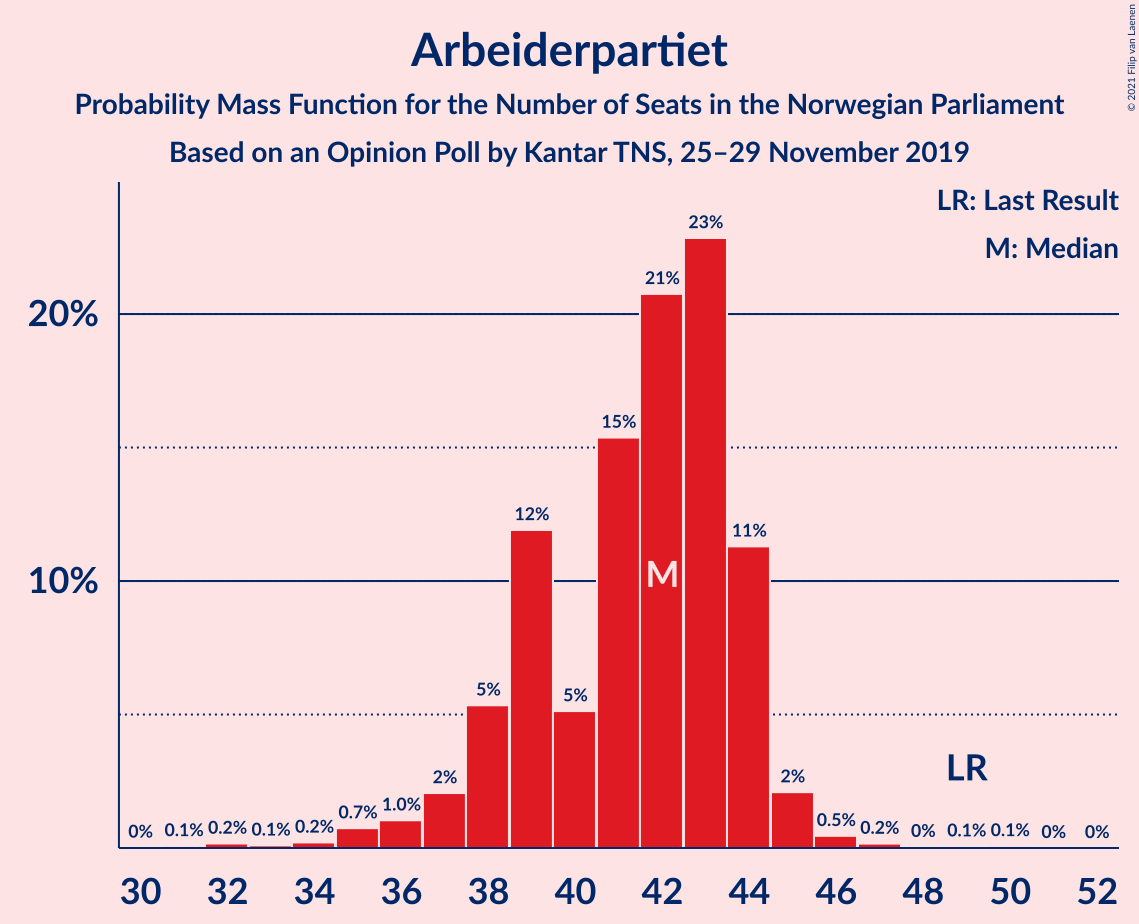 Arbeiderpartiet
Probability Mass Function for the Number of Seats in the Norwegian Parliament
Based on an Opinion Poll by Kantar TNS, 25–29 November 2019
© 2021 Filip van Laenen
LR: Last Result
M: Median
20%
10%
0%
0.1%
0.2%
0.1%
0.2%
0.7%
1.0%
2%
5%
12%
5%
15%
21%
23%
11%
2%
0.5%
0.2%
0%
0.1%
0.1%
0%
0%
M
LR
30 32 34 36 38 40 42 44 46 48 50 52